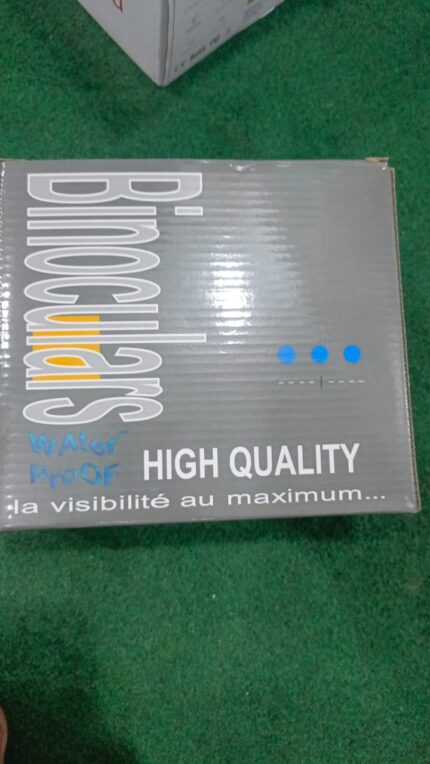 Binoculars
WAter
ProOF
HIGH QUALITY
la visibilité au maximum...